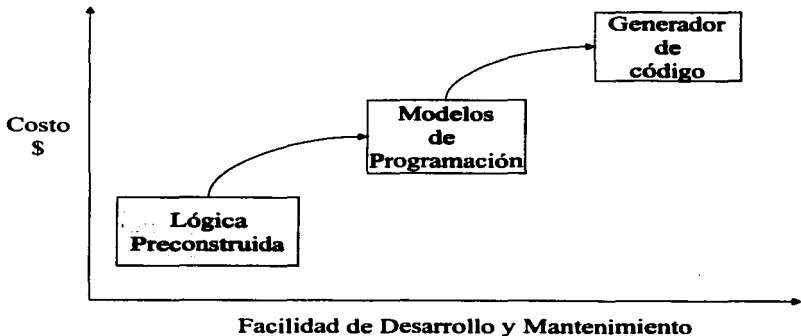 Generador
de
código
Costo
$
Modelos
de
Programación
Lógica
Preconstruida
Facilidad de Desarrollo y Mantenimiento